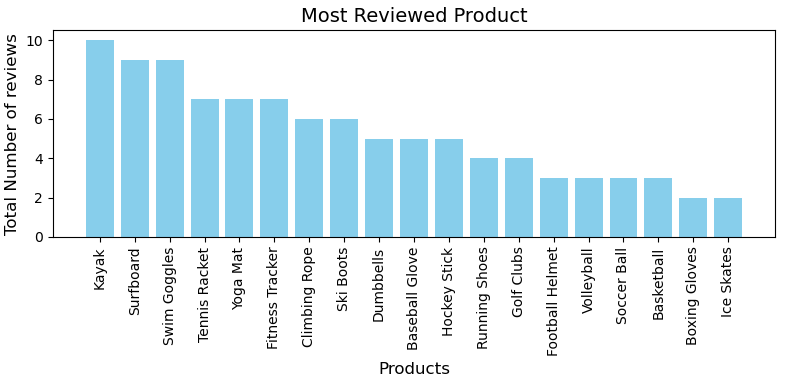 Most Reviewed Product
Total Number of reviews
10
8
6
4
2
0
Kayak
Surfboard
Swim Goggles
Tennis Racket
Yoga Mat
Fitness Tracker
Climbing Rope
Ski Boots
Dumbbells
Baseball Glove
Hockey Stick
Running Shoes
Golf Clubs
Football Helmet
Volleyball
Soccer Ball
Basketball
Boxing Gloves
Ice Skates
Products